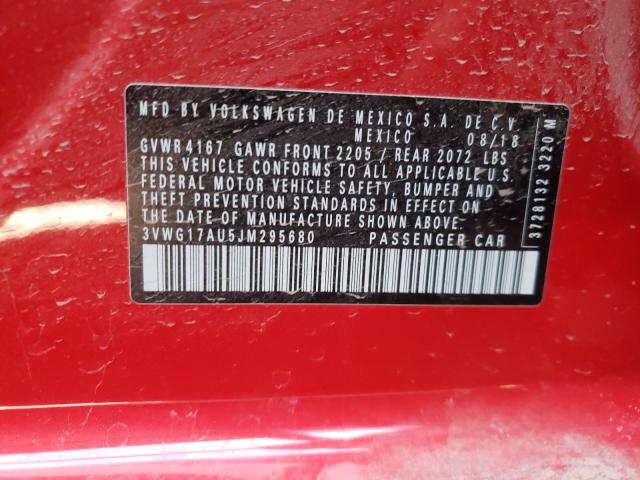 MFD BY VOLKSWAGEN DE MEXICO S.A. DE C.V.
MEXICO 08/18
GVWR 4167 GAWR FRONT 2205 / REAR 2072 LBS
THIS VEHICLE CONFORMS TO ALL APPLICABLE U.S.
FEDERAL MOTOR VEHICLE SAFETY, BUMPER AND
THEFT PREVENTION STANDARDS IN EFFECT ON
THE DATE OF MANUFACTURE SHOWN ABOVE.
3VWG17AU5JM295680 PASSENGER CAR
3728132 3220 M